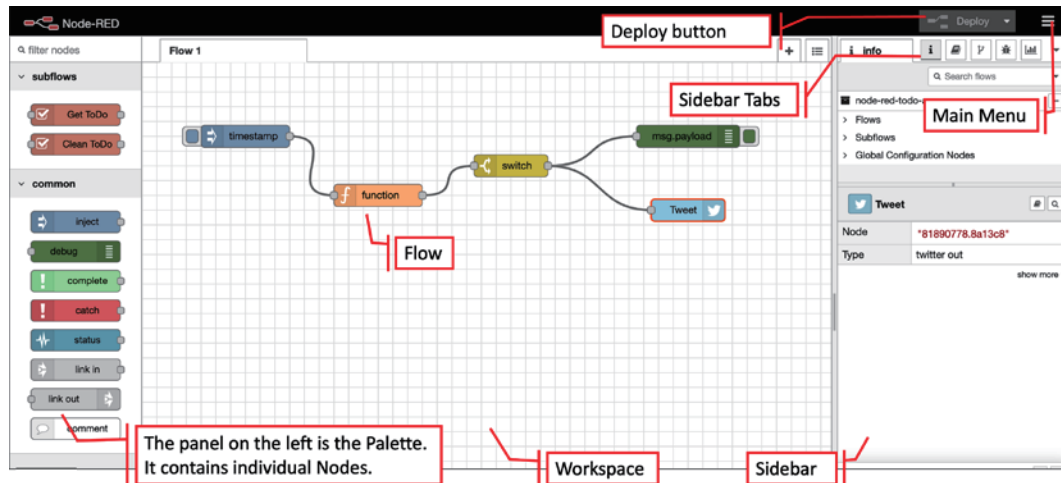 Node-RED
Deploy
Deploy button
filter nodes
Flow 1
info
i
subflows
Search flows
Sidebar Tabs
node-red-todo-
Main Menu
Get ToDo
Flows
Clean ToDo
timestamp
msg.payload
Subflows
Global Configuration Nodes
common
switch
function
Tweet
Tweet
inject
Node
"81890778.8a13c8"
debug
Flow
Type
twitter out
show more
complete
catch
status
link in
link out
comment
The panel on the left is the Palette.
It contains individual Nodes.
Workspace
Sidebar